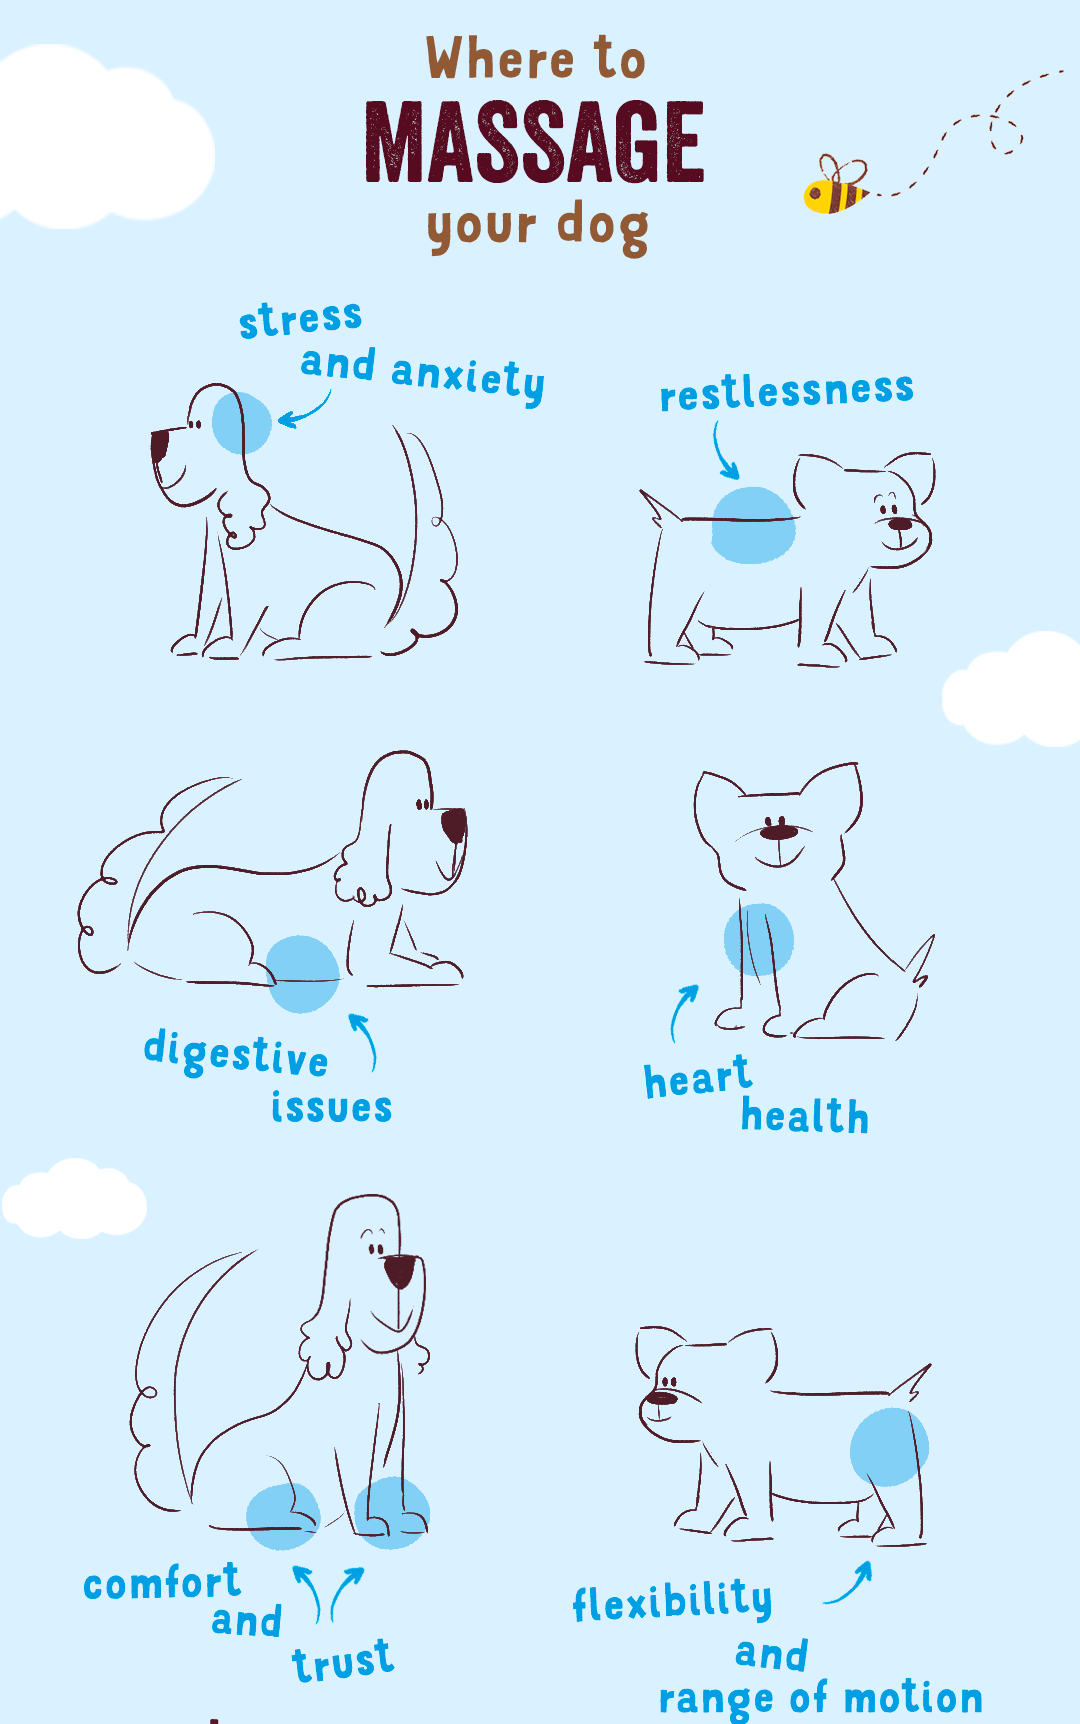 Where to
MASSAGE
your dog
stress
and anxiety
restlessness
digestive
issues
heart
health
comfort
and
trust
flexibility
and
range of motion